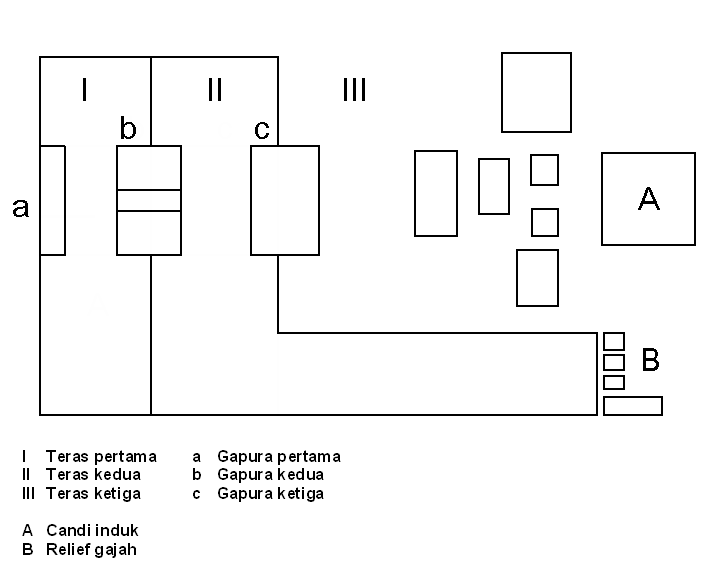 I II III
b c
a
A
B
I Teras pertama a Gapura pertama
II Teras kedua b Gapura kedua
III Teras ketiga c Gapura ketiga
A Candi induk
B Relief gajah